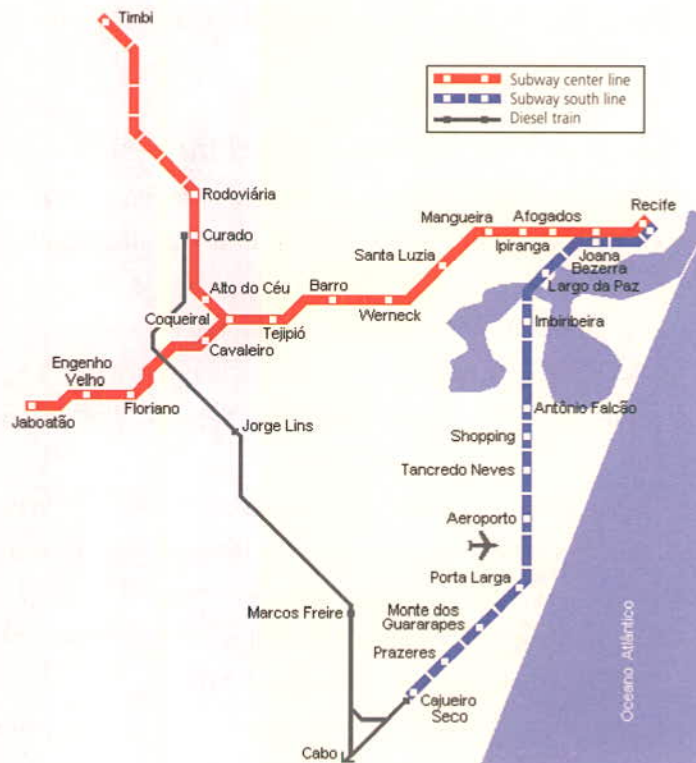 Timbi
Subway center line
Subway south line
Diesel train
Rodoviária
Recife
Curado
Mangueira
Afogados
Ipiranga
Joana
Bezerra
Santa Luzia
Largo da Paz
Alto do Céu
Barro
Coqueiral
Tejipió
Werneck
Imbiribeira
Cavaleiro
Engenho
Velho
Floriano
Jaboatão
Antônio Falcão
Jorge Lins
Shopping
Tancredo Neves
Aeroporto
Porta Larga
Marcos Freire
Monte dos
Guararapes
Prazeres
Cajueiro
Seco
Cabo
Oceano Atlântico